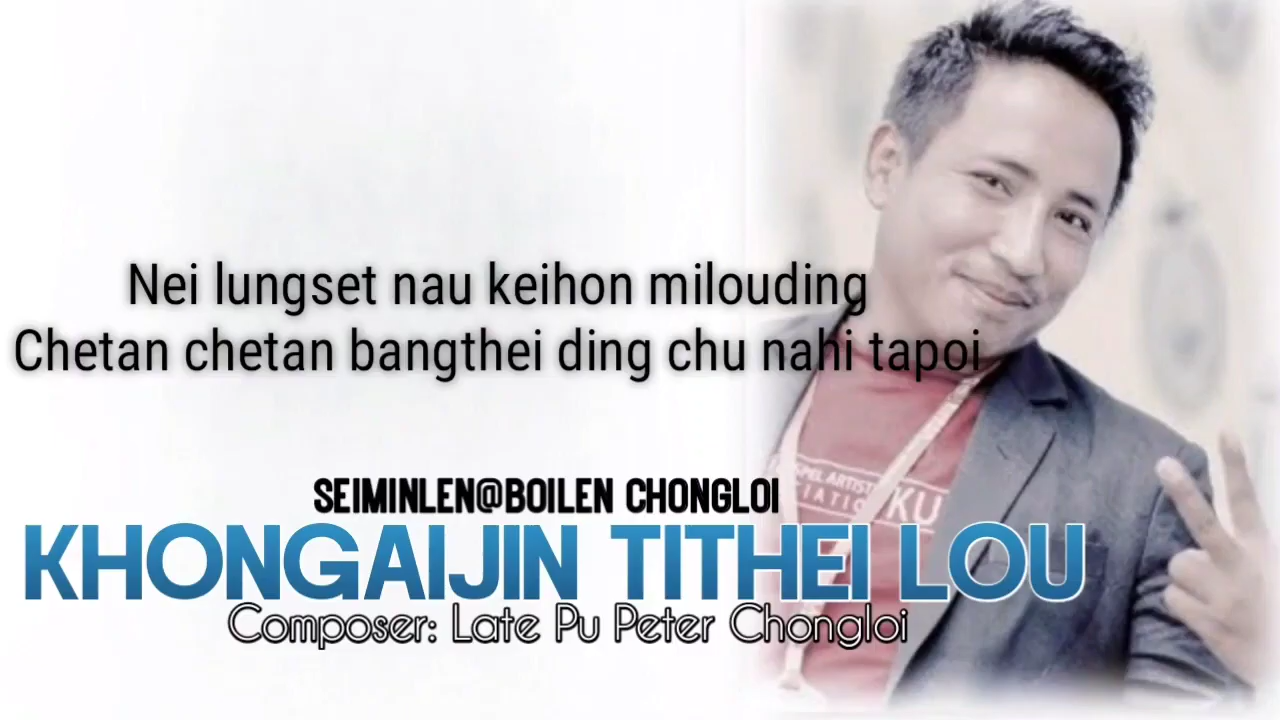 Nei lungset nau keihon milouding
Chetan chetan bangthei ding chu nahi tapoi
SEIMINLEN@BOILEN CHONGLOI
KHONGAIJIN TITHEI LOU
Composer: Late Pu Peter Chongloi
KU